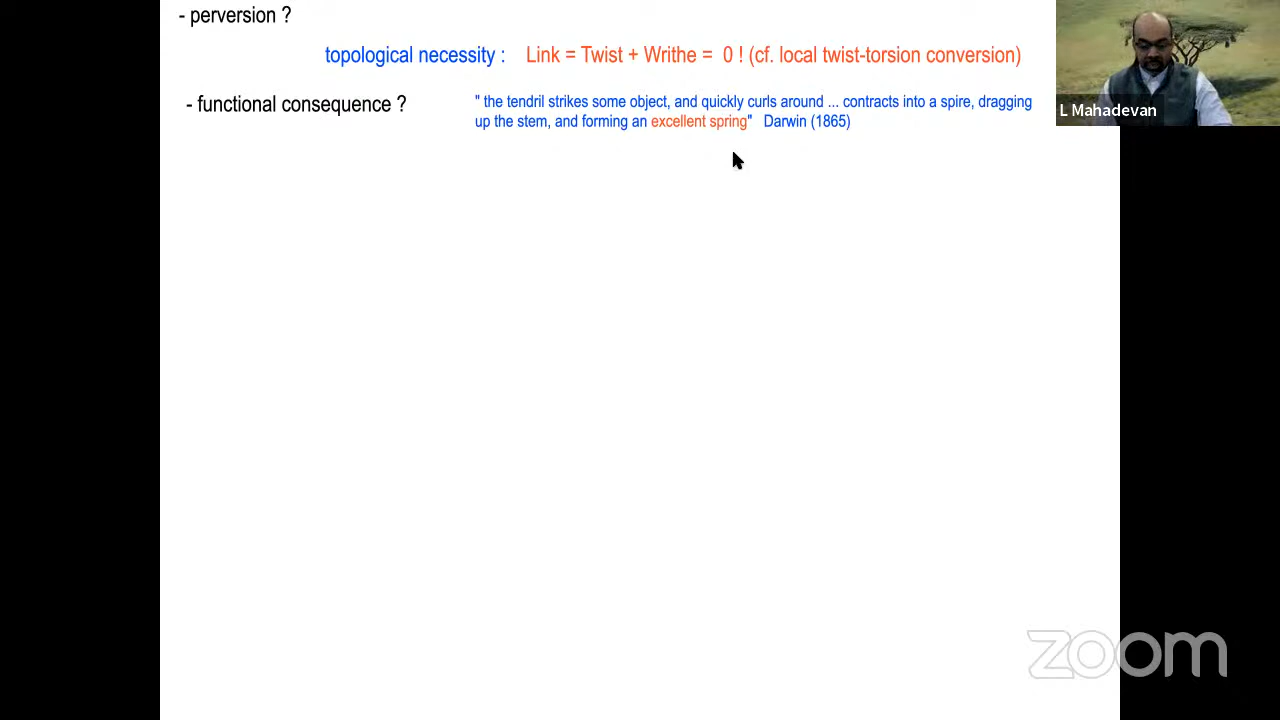 - perversion ?
topological necessity : Link = Twist + Writhe = 0 ! (cf. local twist-torsion conversion)
- functional consequence ? " the tendril strikes some object, and quickly curls around ... contracts into a spire, dragging
up the stem, and forming an excellent spring" Darwin (1865)
L Mahadevan
zoom